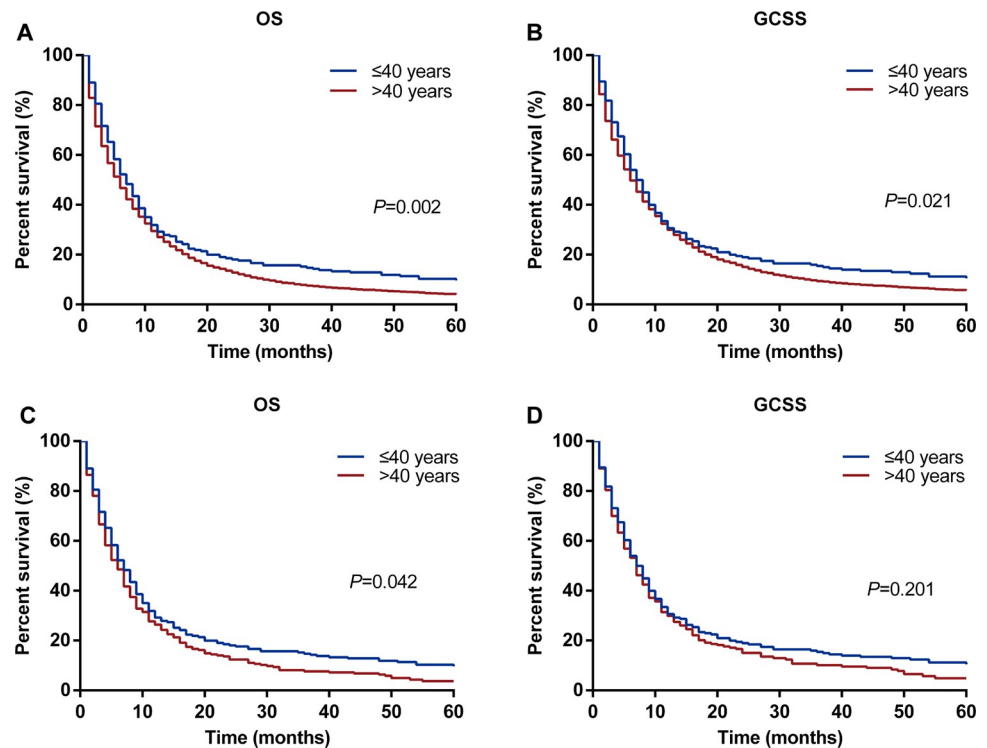 A
OS
100
80
60
40
20
0
Percent survival (%)
≤40 years
>40 years
P=0.002
0 10 20 30 40 50 60
Time (months)
B
GCSS
100
80
60
40
20
0
Percent survival (%)
≤40 years
>40 years
P=0.021
0 10 20 30 40 50 60
Time (months)
C
OS
100
80
60
40
20
0
Percent survival (%)
≤40 years
>40 years
P=0.042
0 10 20 30 40 50 60
Time (months)
D
GCSS
100
80
60
40
20
0
Percent survival (%)
≤40 years
>40 years
P=0.201
0 10 20 30 40 50 60
Time (months)